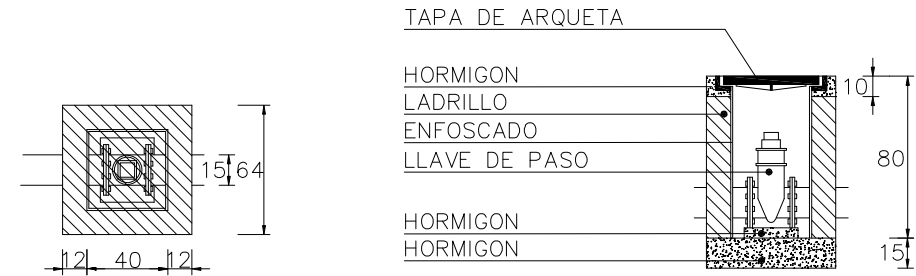 TAPA DE ARQUETA
HORMIGON
LADRILLO
ENFOSCADO
LLAVE DE PASO
HORMIGON
HORMIGON
10
80
15
15
64
12
40
12